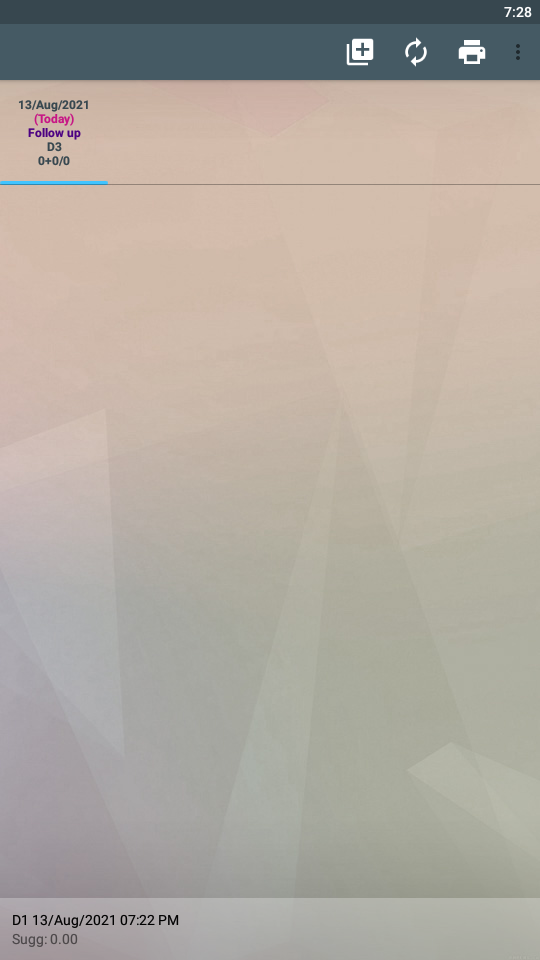 7:28
13/Aug/2021
(Today)
Follow up
D3
0+0/0
D1 13/Aug/2021 07:22 PM
Sugg: 0.00